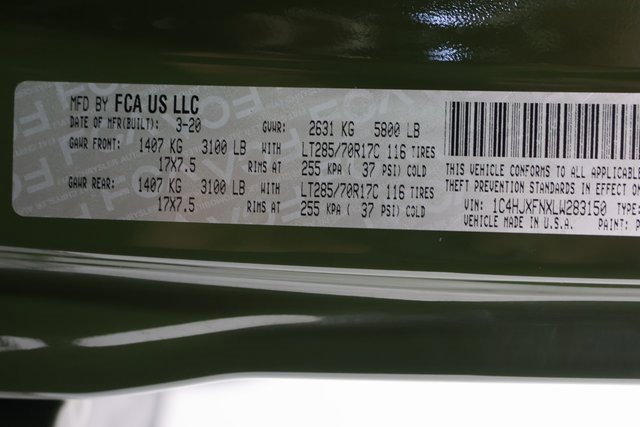 MFD BY FCA US LLC
DATE OF MFR(BUILT): 3-20 GVWR: 2631 KG 5800 LB
GAWR FRONT: 1407 KG 3100 LB WITH LT285/70R17C 116 TIRES
17X7.5 RIMS AT 255 KPA ( 37 PSI) COLD
GAWR REAR: 1407 KG 3100 LB WITH LT285/70R17C 116 TIRES
17X7.5 RIMS AT 255 KPA ( 37 PSI) COLD
THIS VEHICLE CONFORMS TO ALL APPLICABLE
THEFT PREVENTION STANDARDS IN EFFECT O
VIN: 1C4HJXFNXLW283150 TYPE:
VEHICLE MADE IN U.S.A. PAINT: P